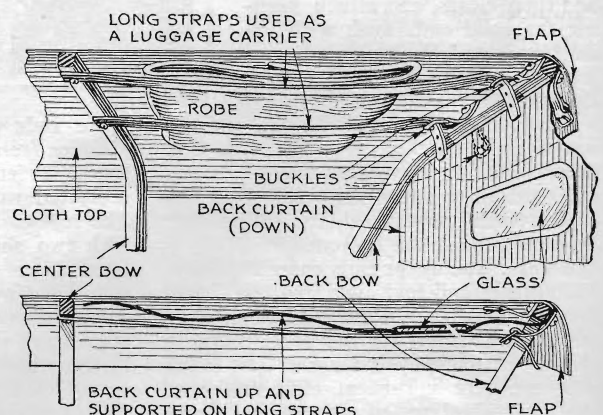 LONG STRAPS USED AS
A LUGGAGE CARRIER
FLAP
ROBE
BUCKLES
CLOTH TOP
BACK CURTAIN
(DOWN)
CENTER BOW
BACK BOW
GLASS
BACK CURTAIN UP AND
SUPPORTED ON LONG STRAPS
FLAP